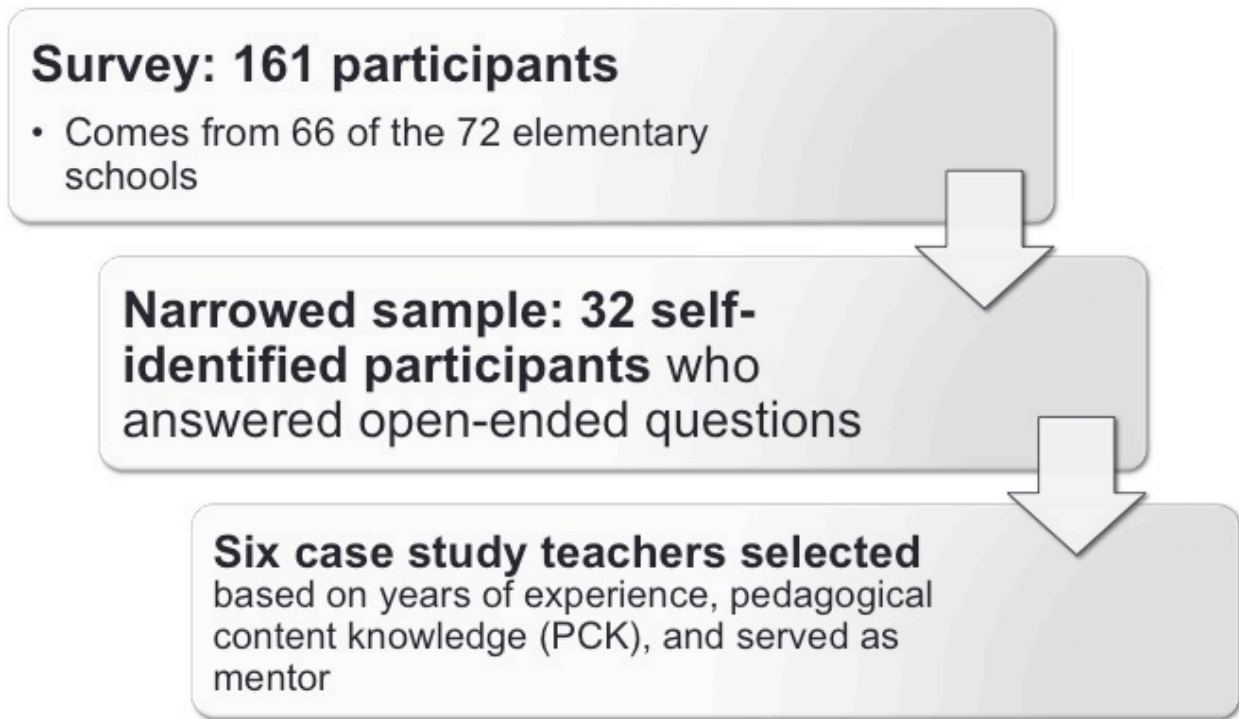 Survey: 161 participants
• Comes from 66 of the 72 elementary
schools
Narrowed sample: 32 self-
identified participants who
answered open-ended questions
Six case study teachers selected
based on years of experience, pedagogical
content knowledge (PCK), and served as
mentor